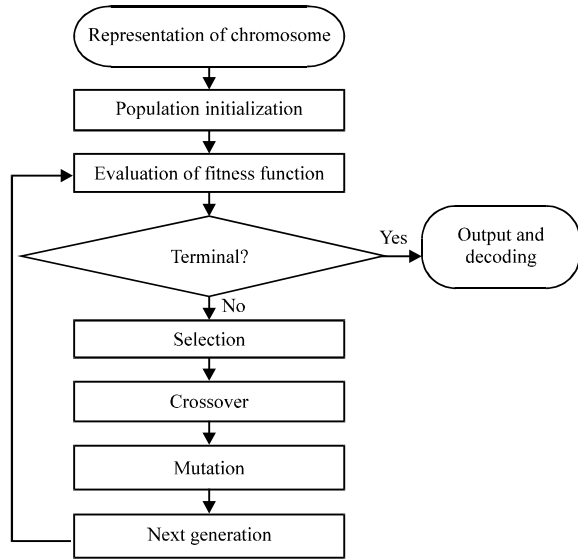 Representation of chromosome
Population initialization
Evaluation of fitness function
Terminal?
Yes
Output and
decoding
No
Selection
Crossover
Mutation
Next generation